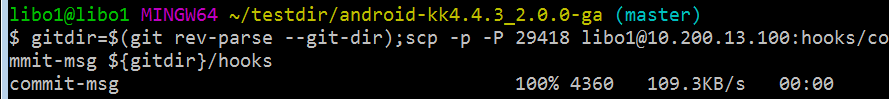 libo1@libo1 MINGW64 ~/testdir/android-kk4.4.3_2.0.0-ga (master)
$ gitdir=$(git rev-parse --git-dir);scp -p -P 29418 libo1@10.200.13.100:hooks/co
mmit-msg ${gitdir}/hooks
commit-msg 100% 4360 109.3KB/s 00:00